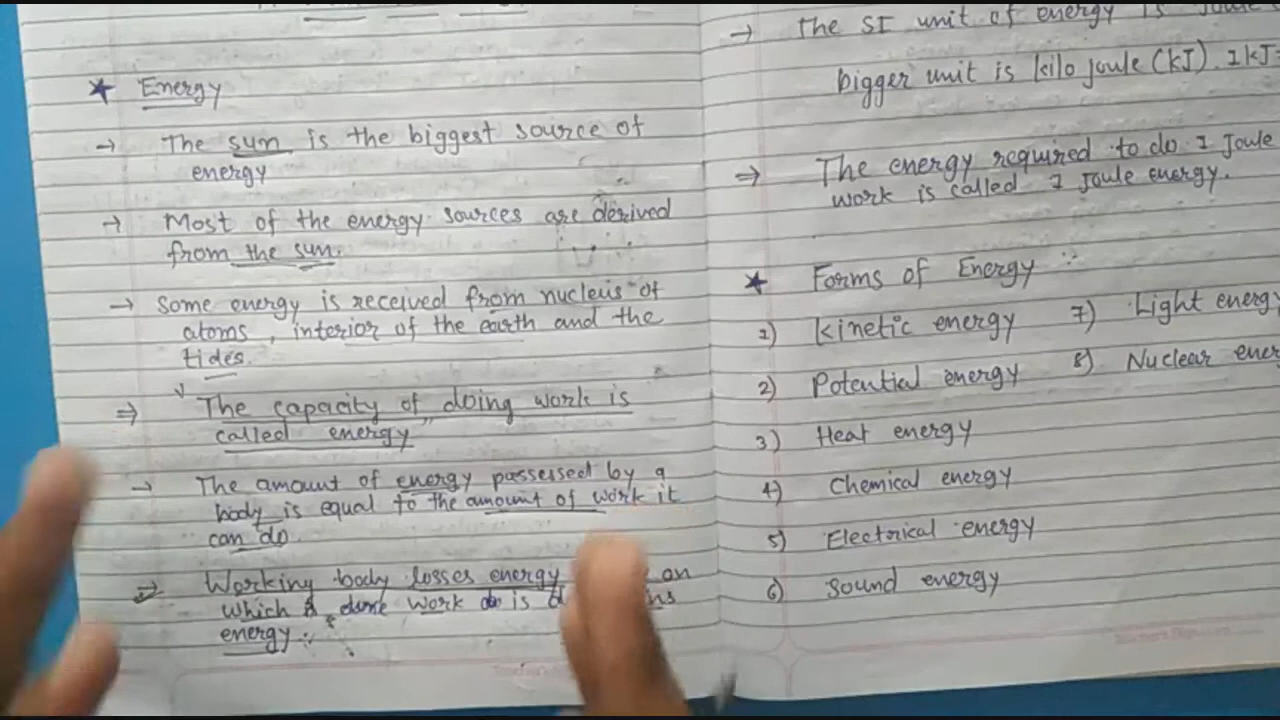 * Energy
→ The sun is the biggest source of
energy
→ Most of the energy sources are derived
from the sun.
→ Some energy is received from nucleus of
atoms, interior of the earth and the
tides.
⇒ The capacity of doing work is
called energy"
→ The amount of energy possessed by a
body is equal to the amount of work it
can do.
⇒ Working body losses energy on
which done work is
energy
→ The SI unit of energy is Joule
bigger unit is kilo joule (kJ). 1 kJ
→ The energy required to do 1 Joule
work is called 1 Joule energy.
* Forms of Energy :-
1) Kinetic energy 7) Light energy
2) Potential energy 8) Nuclear ener
3) Heat energy
4) Chemical energy
5) Electrical energy
6) Sound energy